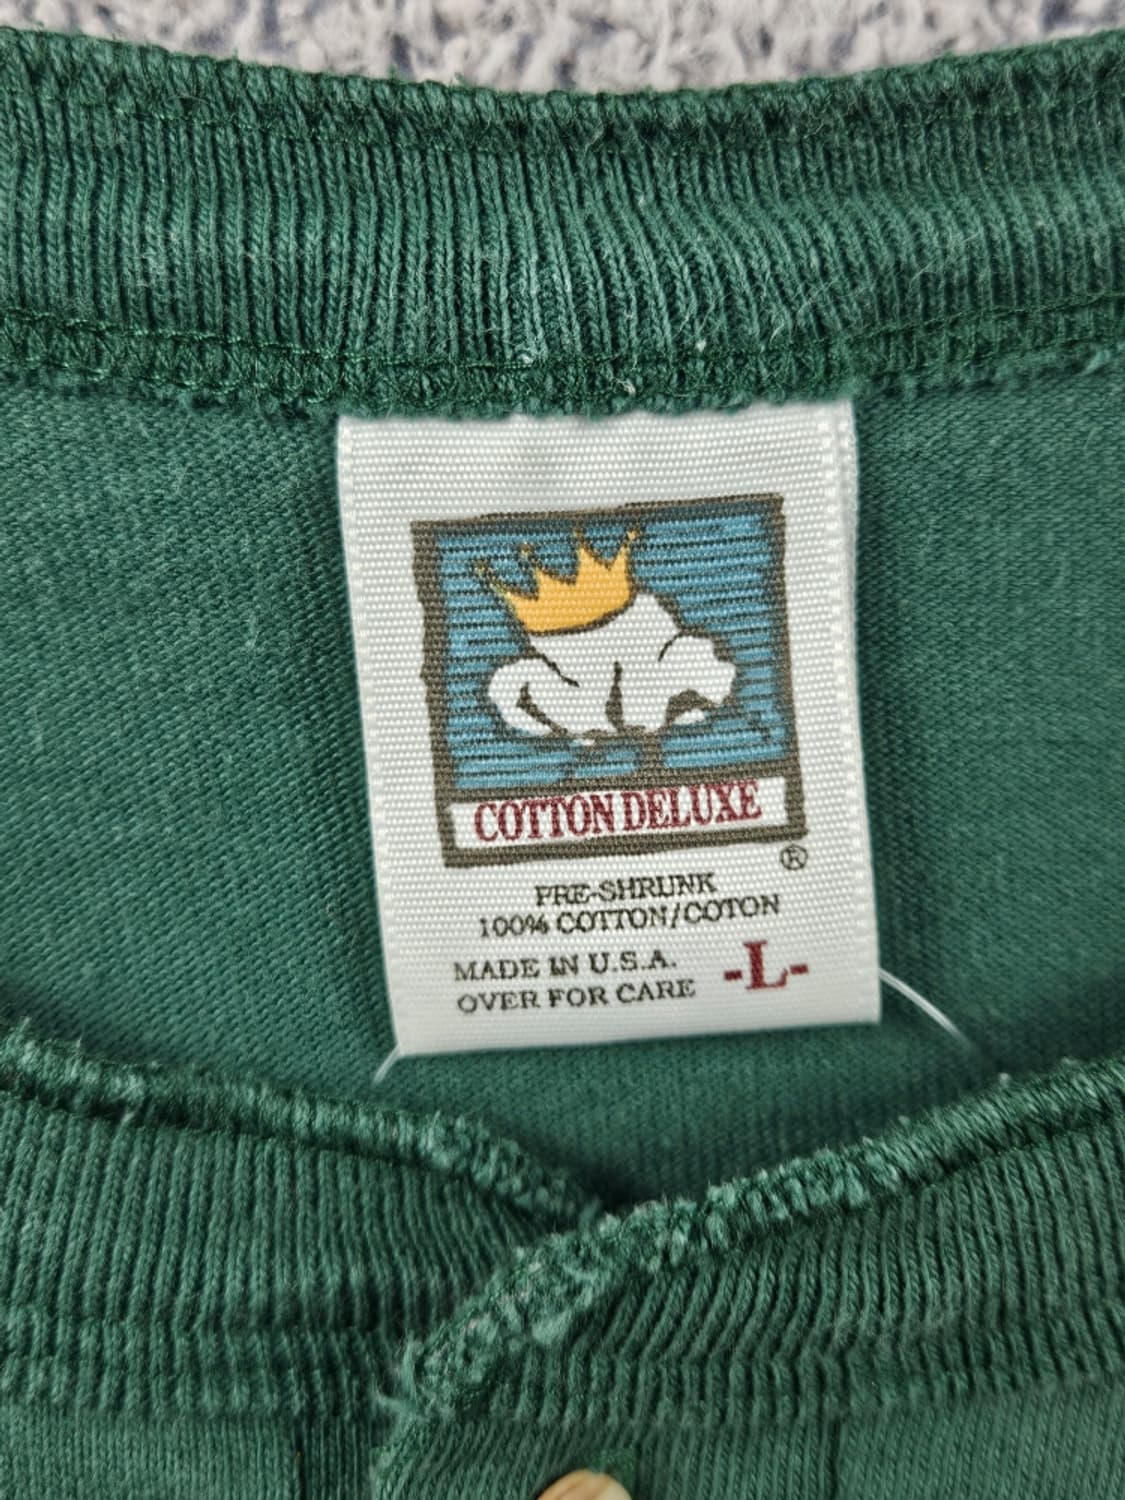 COTTON DELUXE
®
PRE-SHRUNK
100% COTTON/COTON
MADE IN U.S.A.
OVER FOR CARE -L-